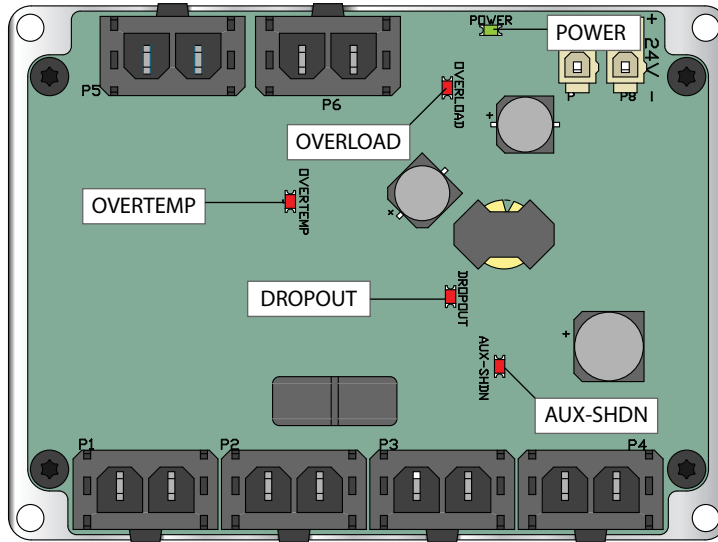 POWER
POWER
+ 24V -
P5
P6
P
P8
OVERLOAD
OVERLOAD
OVERTEMP
OVERTEMP
DROPOUT
DROPOUT
AUX-SHDN
AUX-SHDN
P1
P2
P3
P4